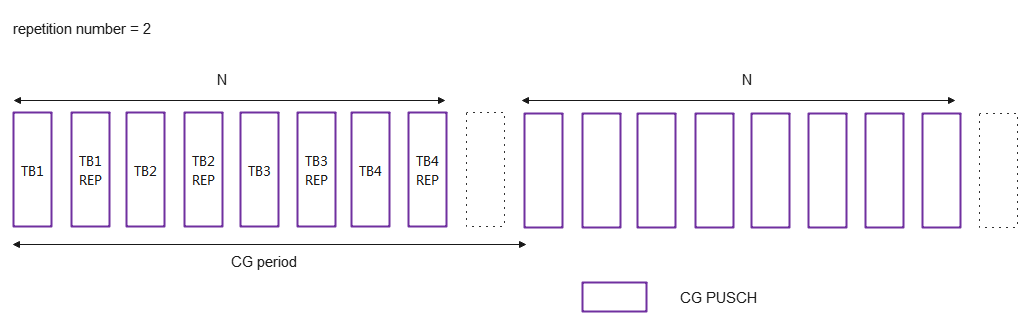 repetition number = 2
N
N
TB1
TB1
REP
TB2
TB2
REP
TB3
TB3
REP
TB4
TB4
REP
CG period
CG PUSCH